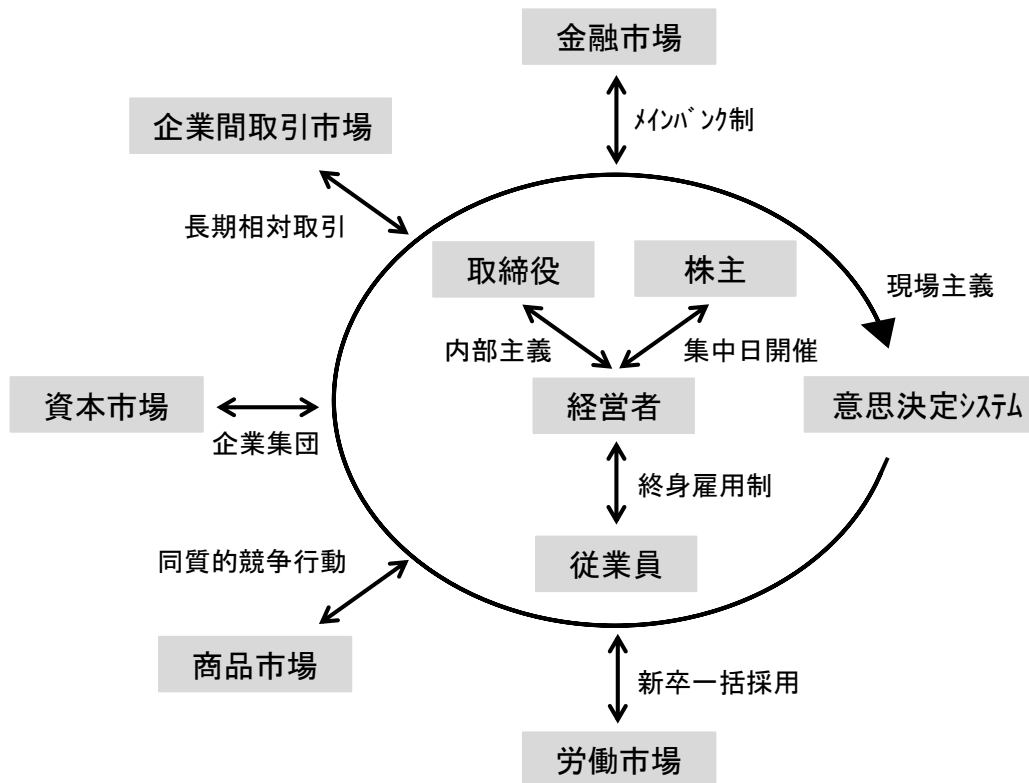 金融市場
メインバンク制
企業間取引市場
長期相対取引
取締役
株主
現場主義
内部主義
集中日開催
資本市場
企業集団
経営者
意思決定システム
終身雇用制
同質的競争行動
従業員
商品市場
新卒一括採用
労働市場